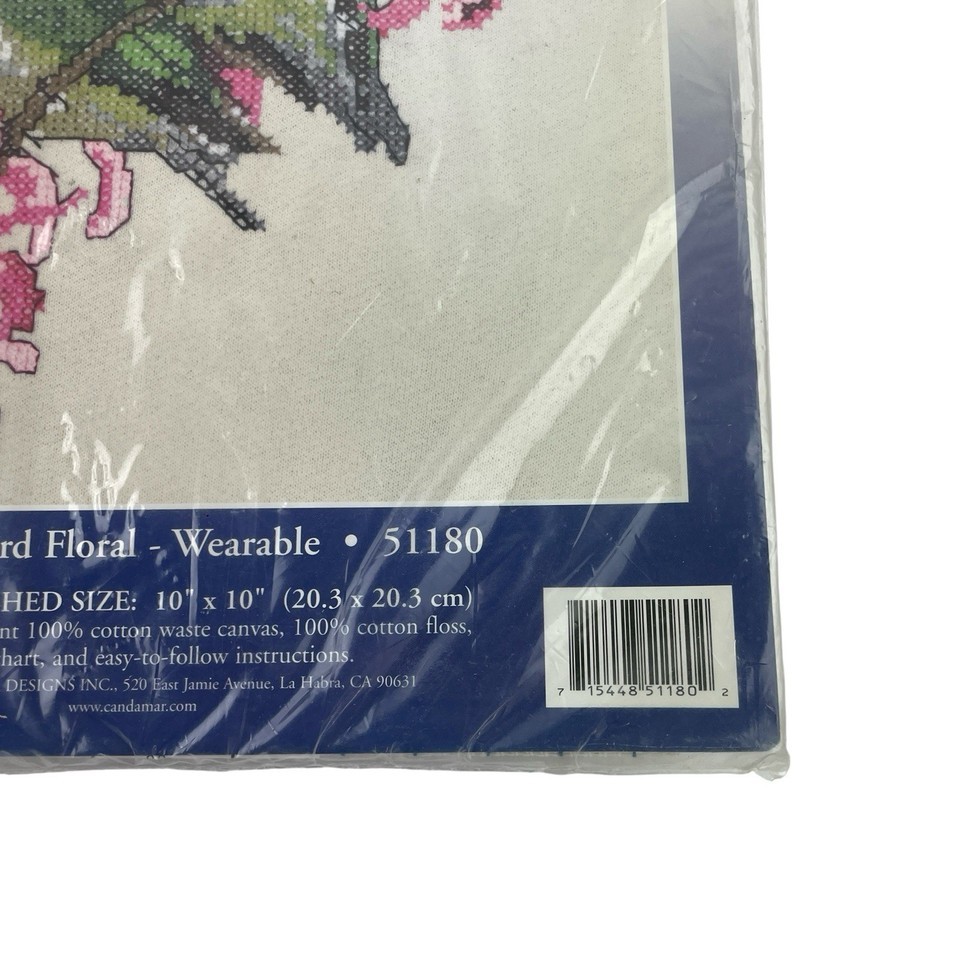 rd Floral - Wearable • 51180
HED SIZE: 10" x 10" (20.3 x 20.3 cm)
nt 100% cotton waste canvas, 100% cotton floss,
hart, and easy-to-follow instructions.
DESIGNS INC., 520 East Jamie Avenue, La Habra, CA 90631
www.candamar.com
7 15448 51180 2